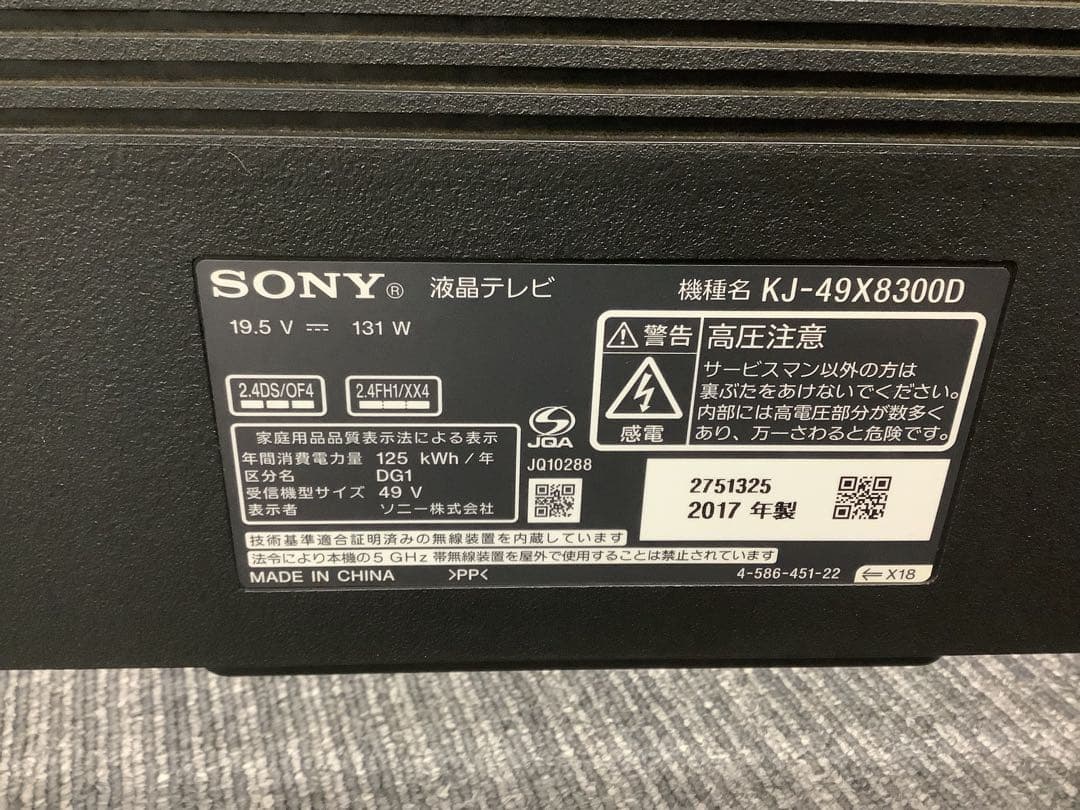 SONY® 液晶テレビ
機種名 KJ-49X8300D
19.5 V 131 W
警告 高圧注意
感電
サービスマン以外の方は
裏ぶたをあけないでください。
内部には高電圧部分が数多く
あり、万一さわると危険です。
2.4DS/OF4 2.4FH1/XX4
家庭用品品質表示法による表示
年間消費電力量 125 kWh/年
区分名 DG1
受信機型サイズ 49 V
表示者 ソニー株式会社
JQA
JQ10288
2751325
2017 年製
技術基準適合証明済みの無線装置を内蔵しています
法令により本機の5 GHz 帯無線装置を屋外で使用することは禁止されています
MADE IN CHINA >PP< 4-586-451-22 ⇐X18